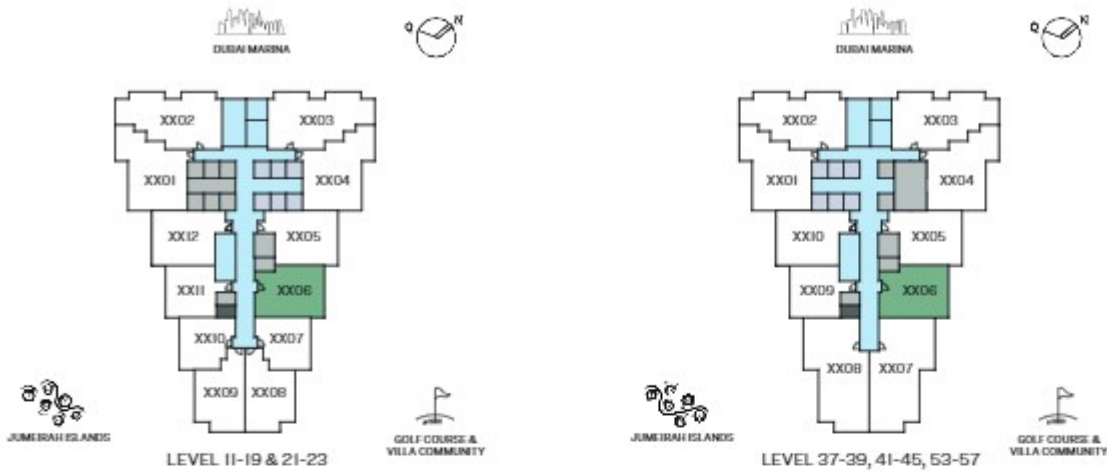 DUBAI MARINA
Q N
XX02 XX03
XX01 XX04
XX12 XX05
XX11 XX06
XX10 XX07
XX09 XX08
JUMEIRAH ISLANDS
GOLF COURSE &
VILLA COMMUNITY
LEVEL 11-19 & 21-23
DUBAI MARINA
Q N
XX02 XX03
XX01 XX04
XX10 XX05
XX09 XX06
XX08 XX07
JUMEIRAH ISLANDS
GOLF COURSE &
VILLA COMMUNITY
LEVEL 37-39, 41-45, 53-57